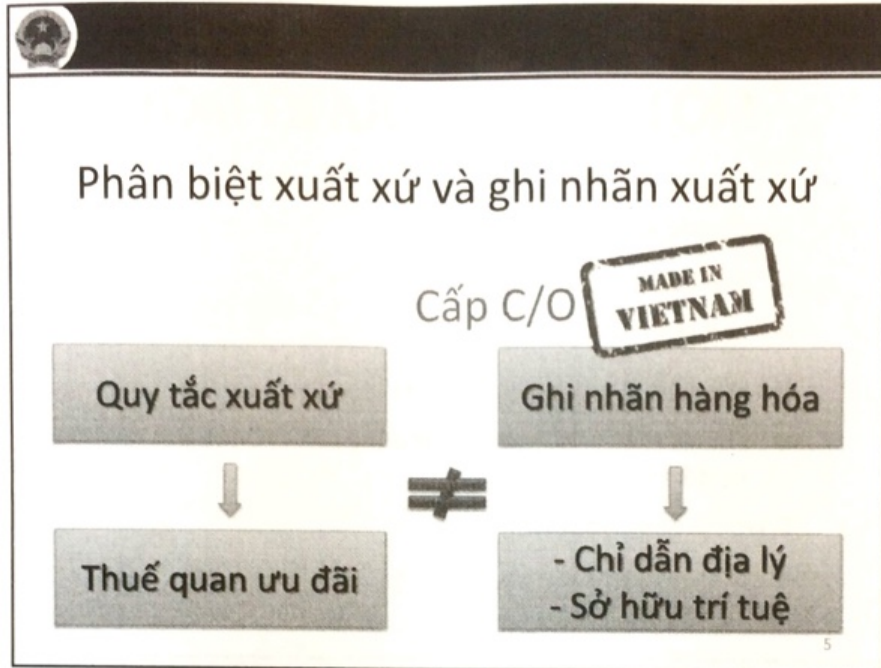 Phân biệt xuất xứ và ghi nhãn xuất xứ
Cấp C/O
MADE IN
VIETNAM
Quy tắc xuất xứ
Ghi nhãn hàng hóa
≠
Thuế quan ưu đãi
- Chỉ dẫn địa lý
- Sở hữu trí tuệ
5